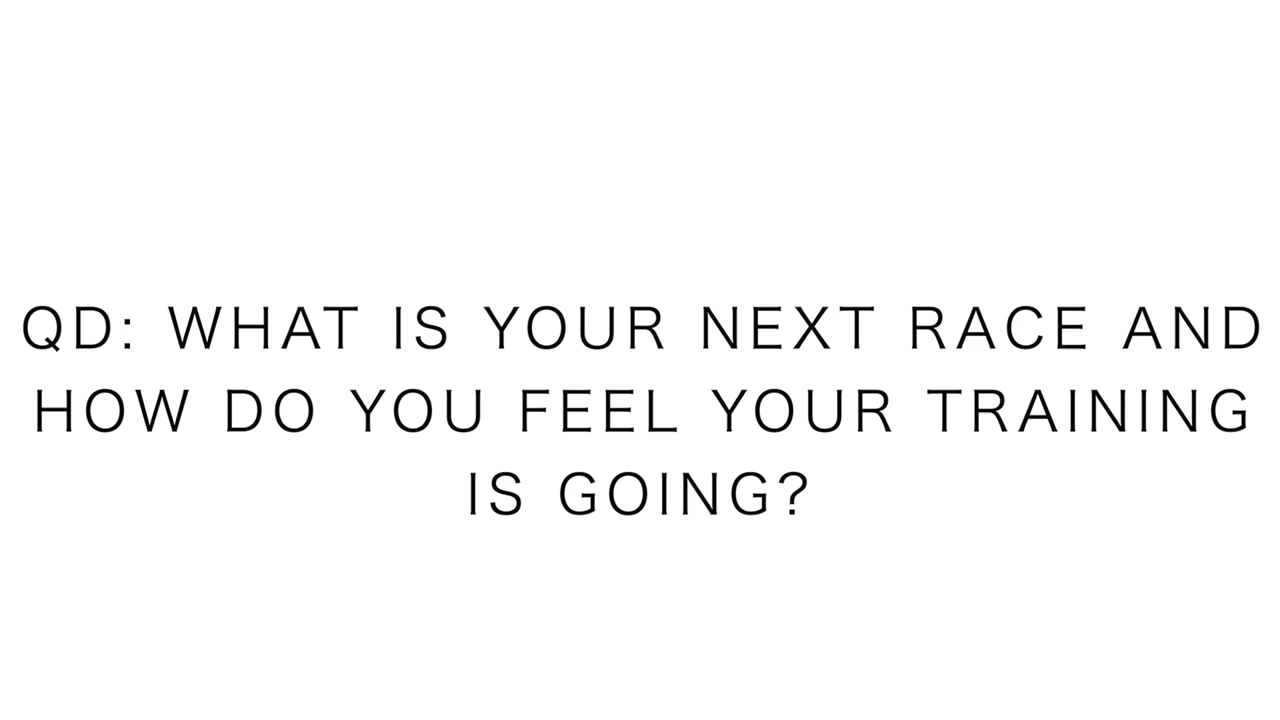 QD: WHAT IS YOUR NEXT RACE AND
HOW DO YOU FEEL YOUR TRAINING
IS GOING?